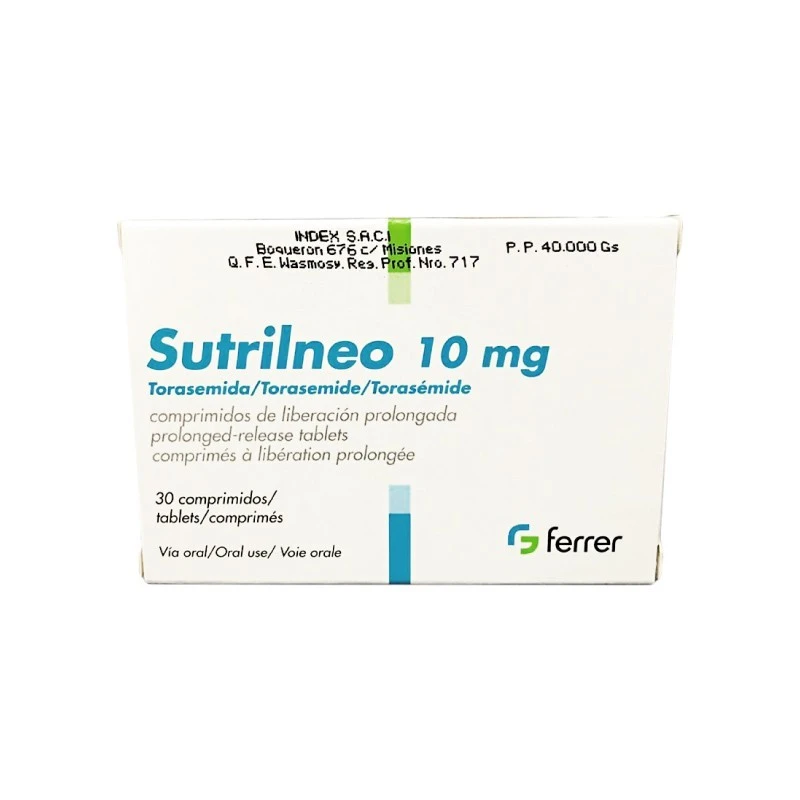 INDEX S.A.C.I
Boqueron 676 c/ Misiones
Q.F.E. Wasmosy. Res. Prof. Nro. 717
P.P. 40.000 Gs
Sutrilneo 10 mg
Torasemida/Torasemide/Torasémide
comprimidos de liberación prolongada
prolonged-release tablets
comprimés à libération prolongée
30 comprimidos/
tablets/comprimés
Vía oral/Oral use/ Voie orale
ferrer